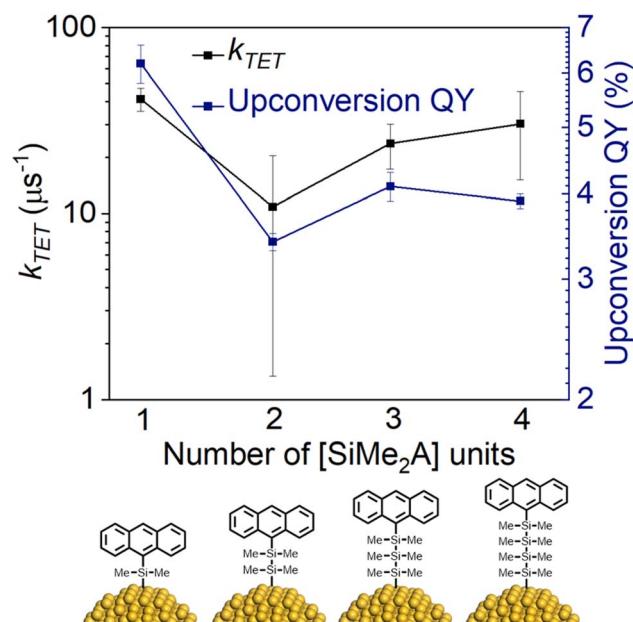 100
10
1
k_TET (μs⁻¹)
k_TET
Upconversion QY
7
6
5
4
3
2
Upconversion QY (%)
1 2 3 4
Number of [SiMe₂A] units
Me-Si-Me
Me-Si-Me
Me-Si-Me
Me-Si-Me
Me-Si-Me
Me-Si-Me
Me-Si-Me
Me-Si-Me
Me-Si-Me
Me-Si-Me